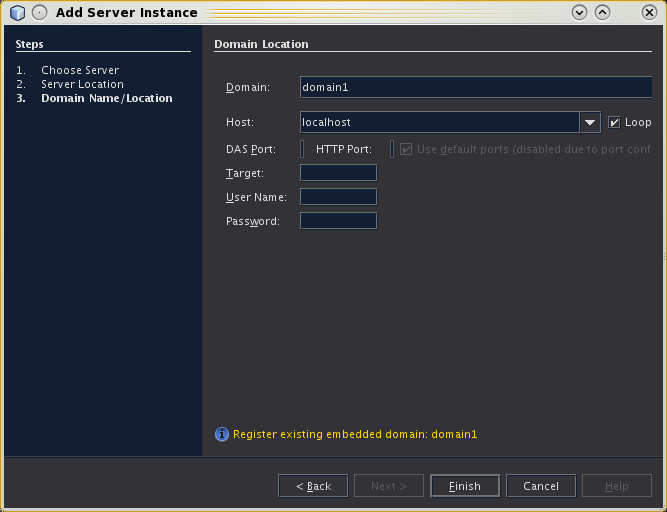 Add Server Instance
Steps
1. Choose Server
2. Server Location
3. Domain Name/Location
Domain Location
Domain: domain1
Host: localhost Loop
DAS Port: HTTP Port: Use default ports (disabled due to port conf
Target:
User Name:
Password:
Register existing embedded domain: domain1
< Back Next > Finish Cancel Help